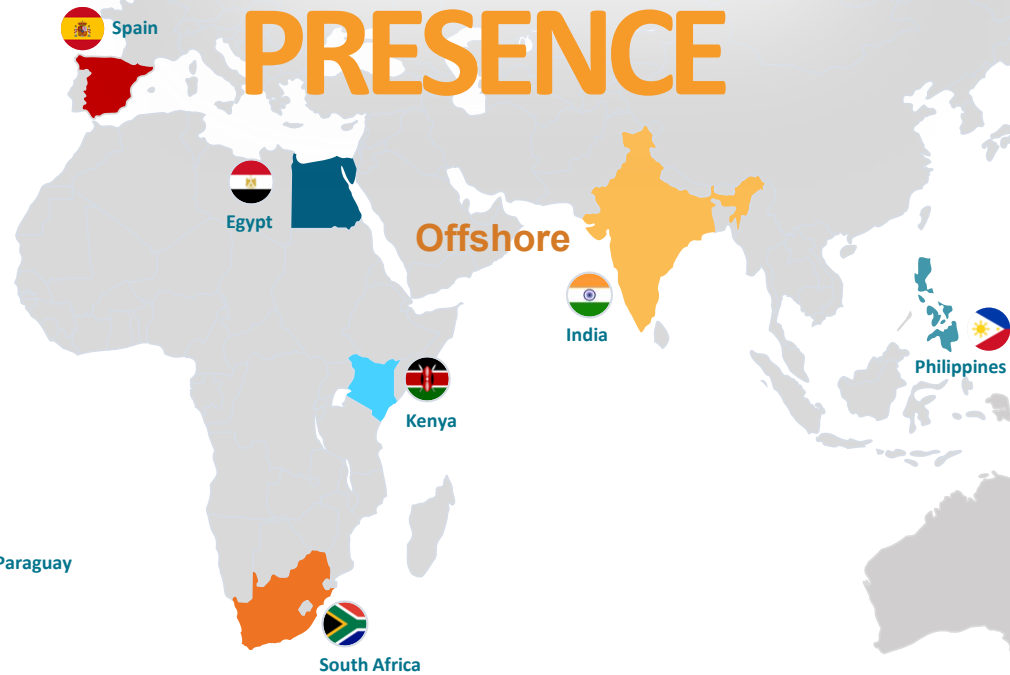 PRESENCE
Spain
Egypt
Offshore
India
Philippines
Kenya
Paraguay
South Africa